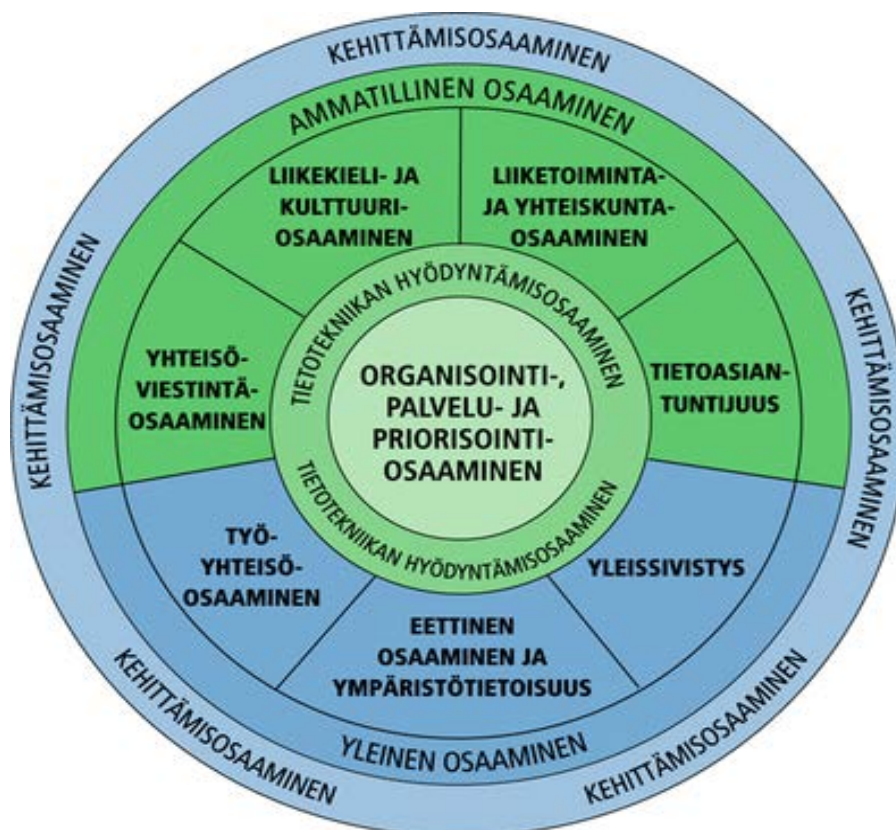 KEHITTÄMISOSAAMINEN
AMMATILLINEN OSAAMINEN
LIIKEKIELI- JA
KULTTUURI-
OSAAMINEN
LIIKETOIMINTA-
JA YHTEISKUNTA-
OSAAMINEN
KEHITTÄMISOSAAMINEN
KEHITTÄMISOSAAMINEN
TIETOTEKNIIKAN HYÖDYNTÄMISOSAAMINEN
YHTEISÖ-
VIESTINTÄ-
OSAAMINEN
ORGANISOINTI-,
PALVELU- JA
PRIORISOINTI-
OSAAMINEN
TIETOASIAN-
TUNTIJUUS
TIETOTEKNIIKAN HYÖDYNTÄMISOSAAMINEN
TYÖ-
YHTEISÖ-
OSAAMINEN
YLEISSIVISTYS
EETTINEN
OSAAMINEN JA
YMPÄRISTÖTIETOISUUS
YLEINEN OSAAMINEN
KEHITTÄMISOSAAMINEN
KEHITTÄMISOSAAMINEN